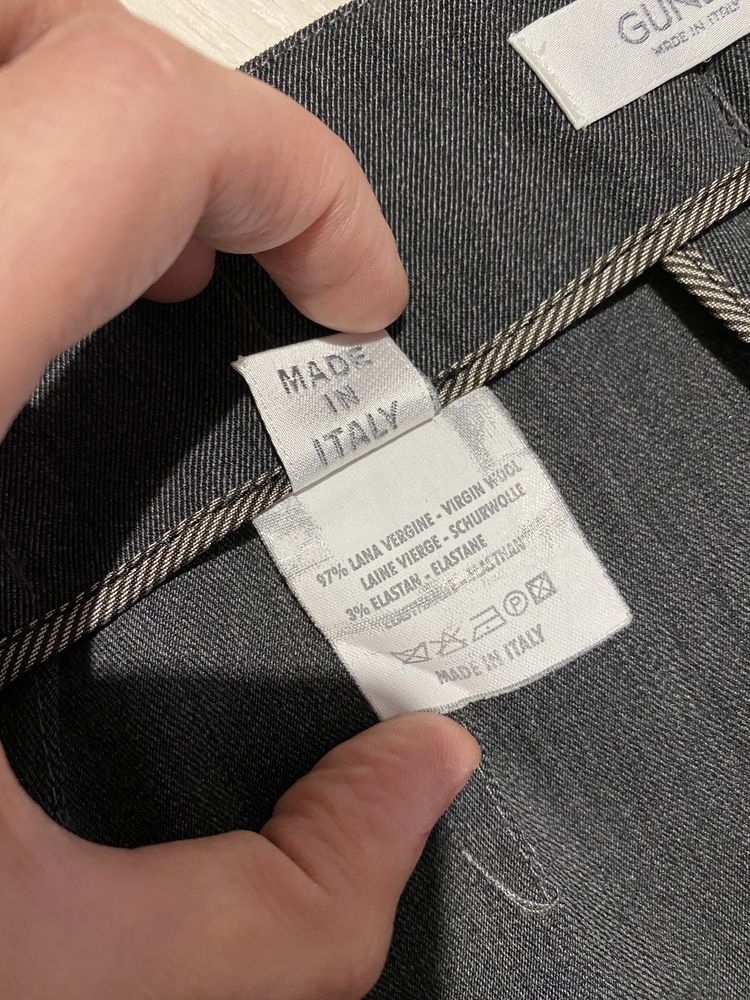 MADE IN ITALY
MADE
IN
ITALY
97% LANA VERGINE - VIRGIN WOOL
LAINE VIERGE - SCHURWOLLE
3% ELASTAN - ELASTANE
P
MADE IN ITALY